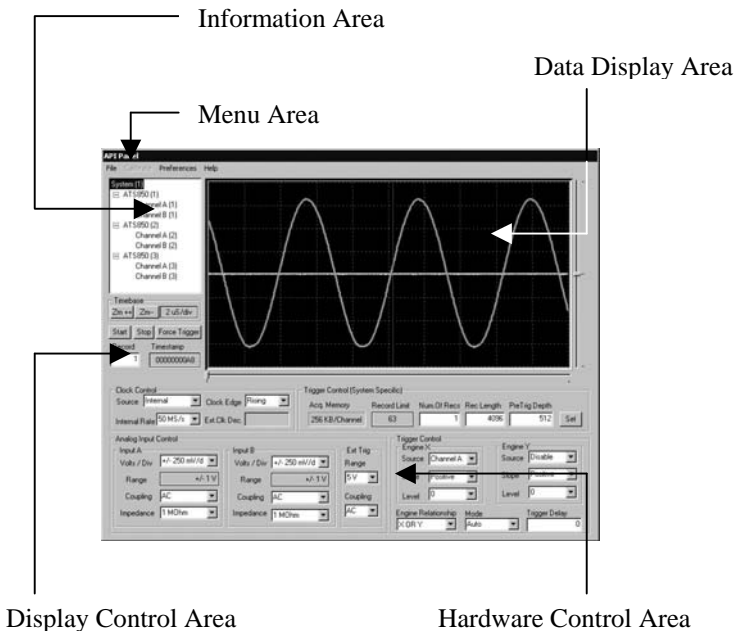 Information Area
Data Display Area
Menu Area
API Panel
File Preferences Help
System (1)
ATS850 (1)
Channel A (1)
Channel B (1)
ATS850 (2)
Channel A (2)
Channel B (2)
ATS850 (3)
Channel A (3)
Channel B (3)
Timebase
Zm ++ Zm-- 2 uS/div
Start Stop Force Trigger
Record Timestamp
1
Clock Control
Source Internal Clock Edge Rising
Internal Rate 50 MS/s Ext.Clk Dec.
Trigger Control (System Specific)
Acq. Memory Record Limit Num.Of Recs Rec Length PreTrig Depth
256 KB/Channel 63 1 4096 512 Set
Analog Input Control
Input A
Volts / Div +/- 250 mV/d
Range +/-1 V
Coupling AC
Impedance 1 MOhm
Input B
Volts / Div +/- 250 mV/d
Range +/-1 V
Coupling AC
Impedance 1 MOhm
Ext Trig
Range
5 V
Coupling
AC
Trigger Control
Engine X
Source Channel A
Positive
Level 0
Engine Y
Source Disable
Slope Positive
Level 0
Engine Relationship Mode Trigger Delay
X OR Y Auto 0
Display Control Area
Hardware Control Area